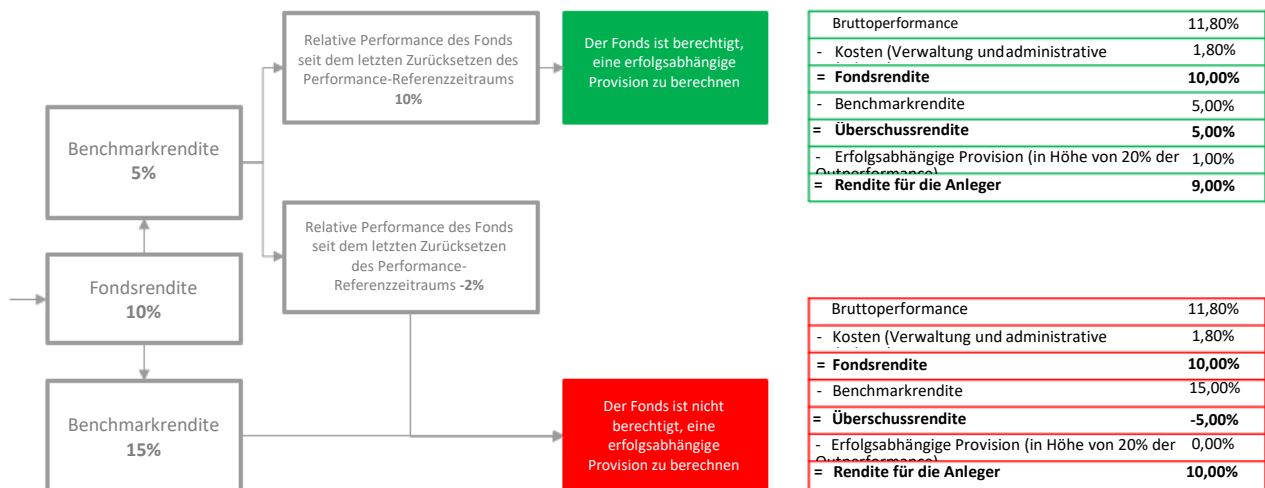 Relative Performance des Fonds
seit dem letzten Zurücksetzen des
Performance-Referenzzeitraums
10%
Der Fonds ist berechtigt,
eine erfolgsabhängige
Provision zu berechnen
Benchmarkrendite
5%
Relative Performance des Fonds
seit dem letzten Zurücksetzen
des Performance-
Referenzzeitraums -2%
Fondsrendite
10%
Benchmarkrendite
15%
Der Fonds ist nicht
berechtigt, eine
erfolgsabhängige
Provision zu berechnen
Bruttoperformance 11,80%
- Kosten (Verwaltung undadministrative 1,80%
= Fondsrendite 10,00%
- Benchmarkrendite 5,00%
= Überschussrendite 5,00%
- Erfolgsabhängige Provision (in Höhe von 20% der 1,00%
Outperformance)
= Rendite für die Anleger 9,00%
Bruttoperformance 11,80%
- Kosten (Verwaltung und administrative 1,80%
= Fondsrendite 10,00%
- Benchmarkrendite 15,00%
= Überschussrendite -5,00%
- Erfolgsabhängige Provision (in Höhe von 20% der 0,00%
Outperformance)
= Rendite für die Anleger 10,00%